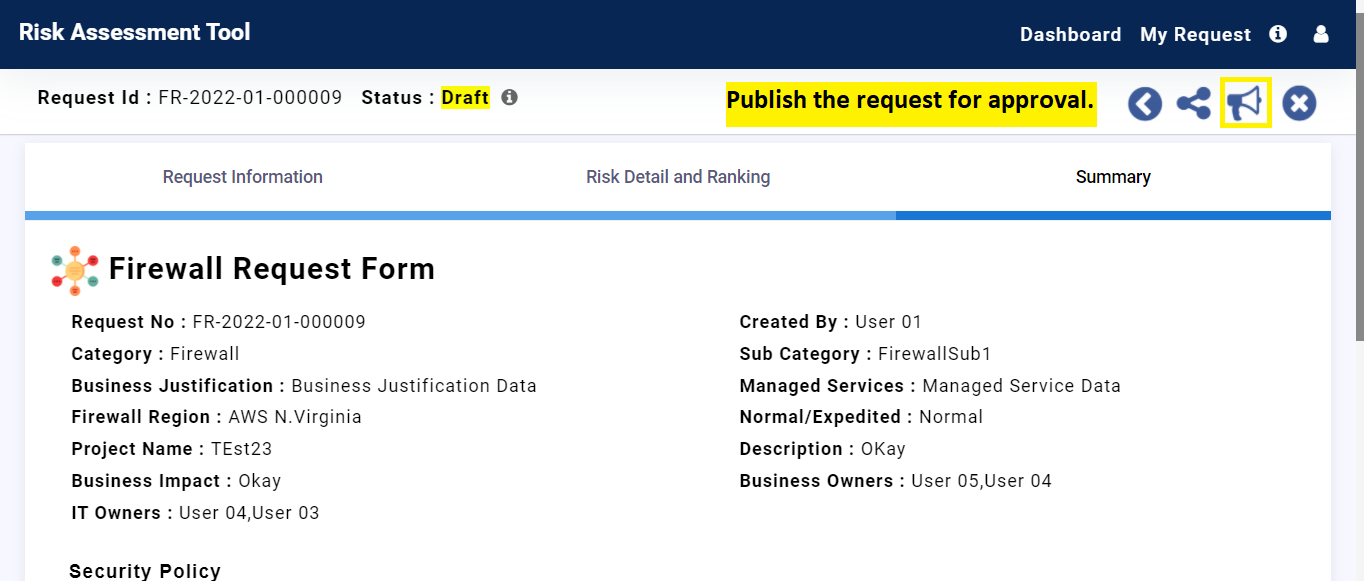 Risk Assessment Tool
Dashboard My Request
Request Id : FR-2022-01-000009 Status : Draft
Publish the request for approval.
Request Information Risk Detail and Ranking Summary
Firewall Request Form
Request No : FR-2022-01-000009 Created By : User 01
Category : Firewall Sub Category : FirewallSub1
Business Justification : Business Justification Data Managed Services : Managed Service Data
Firewall Region : AWS N.Virginia Normal/Expedited : Normal
Project Name : TEst23 Description : OKay
Business Impact : Okay Business Owners : User 05,User 04
IT Owners : User 04,User 03
Security Policy